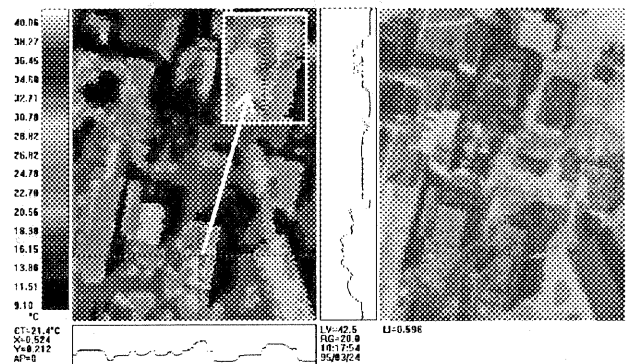 40.06
38.27
36.45
34.60
32.71
30.78
28.82
26.82
24.78
22.70
20.56
18.38
16.15
13.86
11.51
9.10
°C
CT=21.4°C
X=0.524
Y=0.212
AP=0
LV=42.5
RG=20.0
14:17:54
95/03/24
LI=0.596